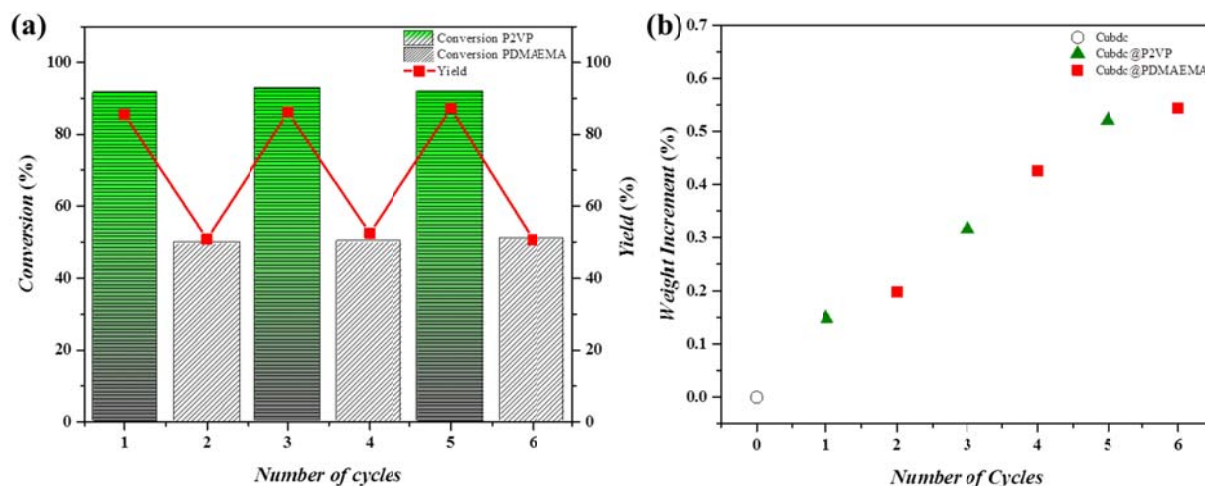 (a)
Conversion P2VP
Conversion PDMAEMA
Yield
Conversion (%)
100
80
60
40
20
0
100
80
60
40
20
0
Yield (%)
1 2 3 4 5 6
Number of cycles
(b)
Cubdc
Cubdc@P2VP
Cubdc@PDMAEMA
Weight Increment (%)
0.7
0.6
0.5
0.4
0.3
0.2
0.1
0.0
0 1 2 3 4 5 6
Number of Cycles